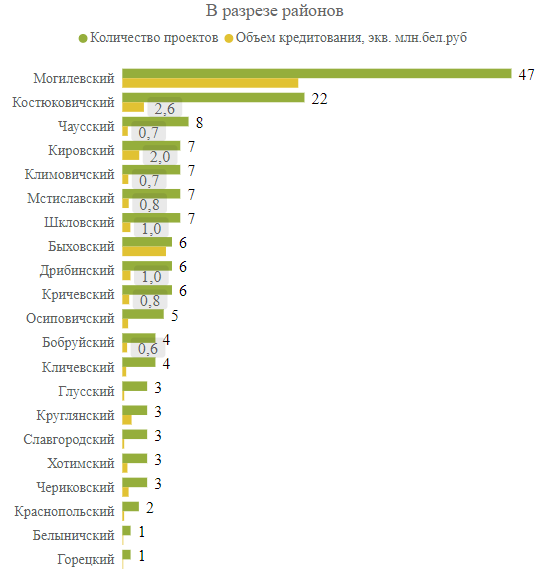 В разрезе районов
Количество проектов Объем кредитования, экв. млн.бел.руб
Могилевский 47
Костюковичский 22
2,6
Чаусский 8
0,7
Кировский 7
2,0
Климовичский 7
0,7
Мстиславский 7
0,8
Шкловский 7
1,0
Быховский 6
Дрибинский 6
1,0
Кричевский 6
0,8
Осиповичский 5
Бобруйский 4
0,6
Кличевский 4
Глусский 3
Круглянский 3
Славгородский 3
Хотимский 3
Чериковский 3
Краснопольский 2
Белыничский 1
Горецкий 1